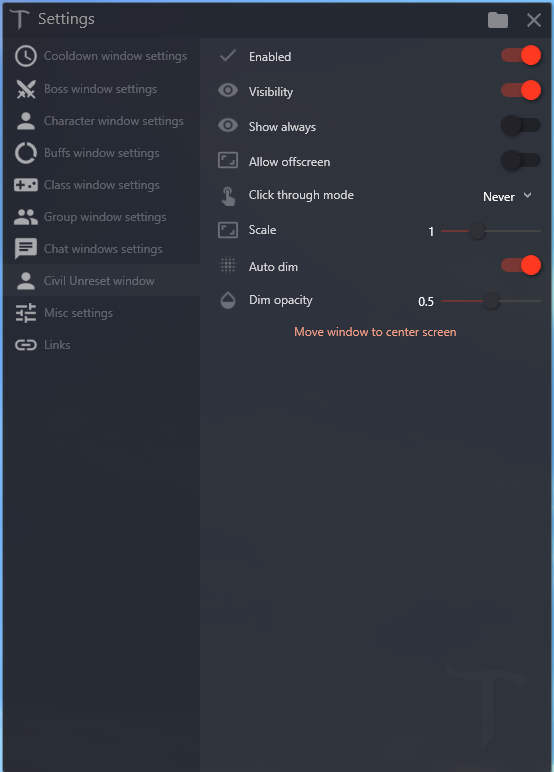 Settings
Cooldown window settings
Boss window settings
Character window settings
Buffs window settings
Class window settings
Group window settings
Chat windows settings
Civil Unreset window
Misc settings
Links
Enabled
Visibility
Show always
Allow offscreen
Click through mode Never
Scale 1
Auto dim
Dim opacity 0.5
Move window to center screen